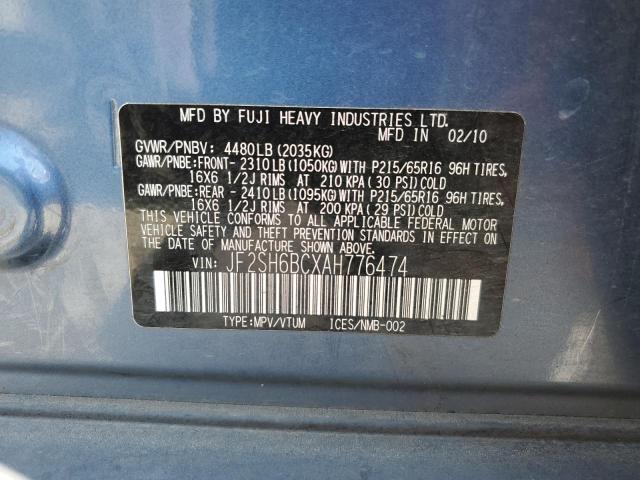 MFD BY FUJI HEAVY INDUSTRIES LTD.
MFD IN 02/10
GVWR/PNBV: 4480LB (2035KG)
GAWR/PNBE:FRONT- 2310LB(1050KG)WITH P215/65R16 96H TIRES,
16X6 1/2J RIMS AT 210 KPA (30 PSI)COLD
GAWR/PNBE:REAR - 2410LB(1095KG)WITH P215/65R16 96H TIRES,
16X6 1/2J RIMS AT 200 KPA (29 PSI)COLD
THIS VEHICLE CONFORMS TO ALL APPLICABLE FEDERAL MOTOR
VEHICLE SAFETY AND THEFT PREVENTION STANDARDS IN EFFECT
ON THE DATE OF MANUFACTURE SHOWN ABOVE.
VIN: JF2SH6BCXAH776474
TYPE:MPV/VTUM ICES/NMB-002